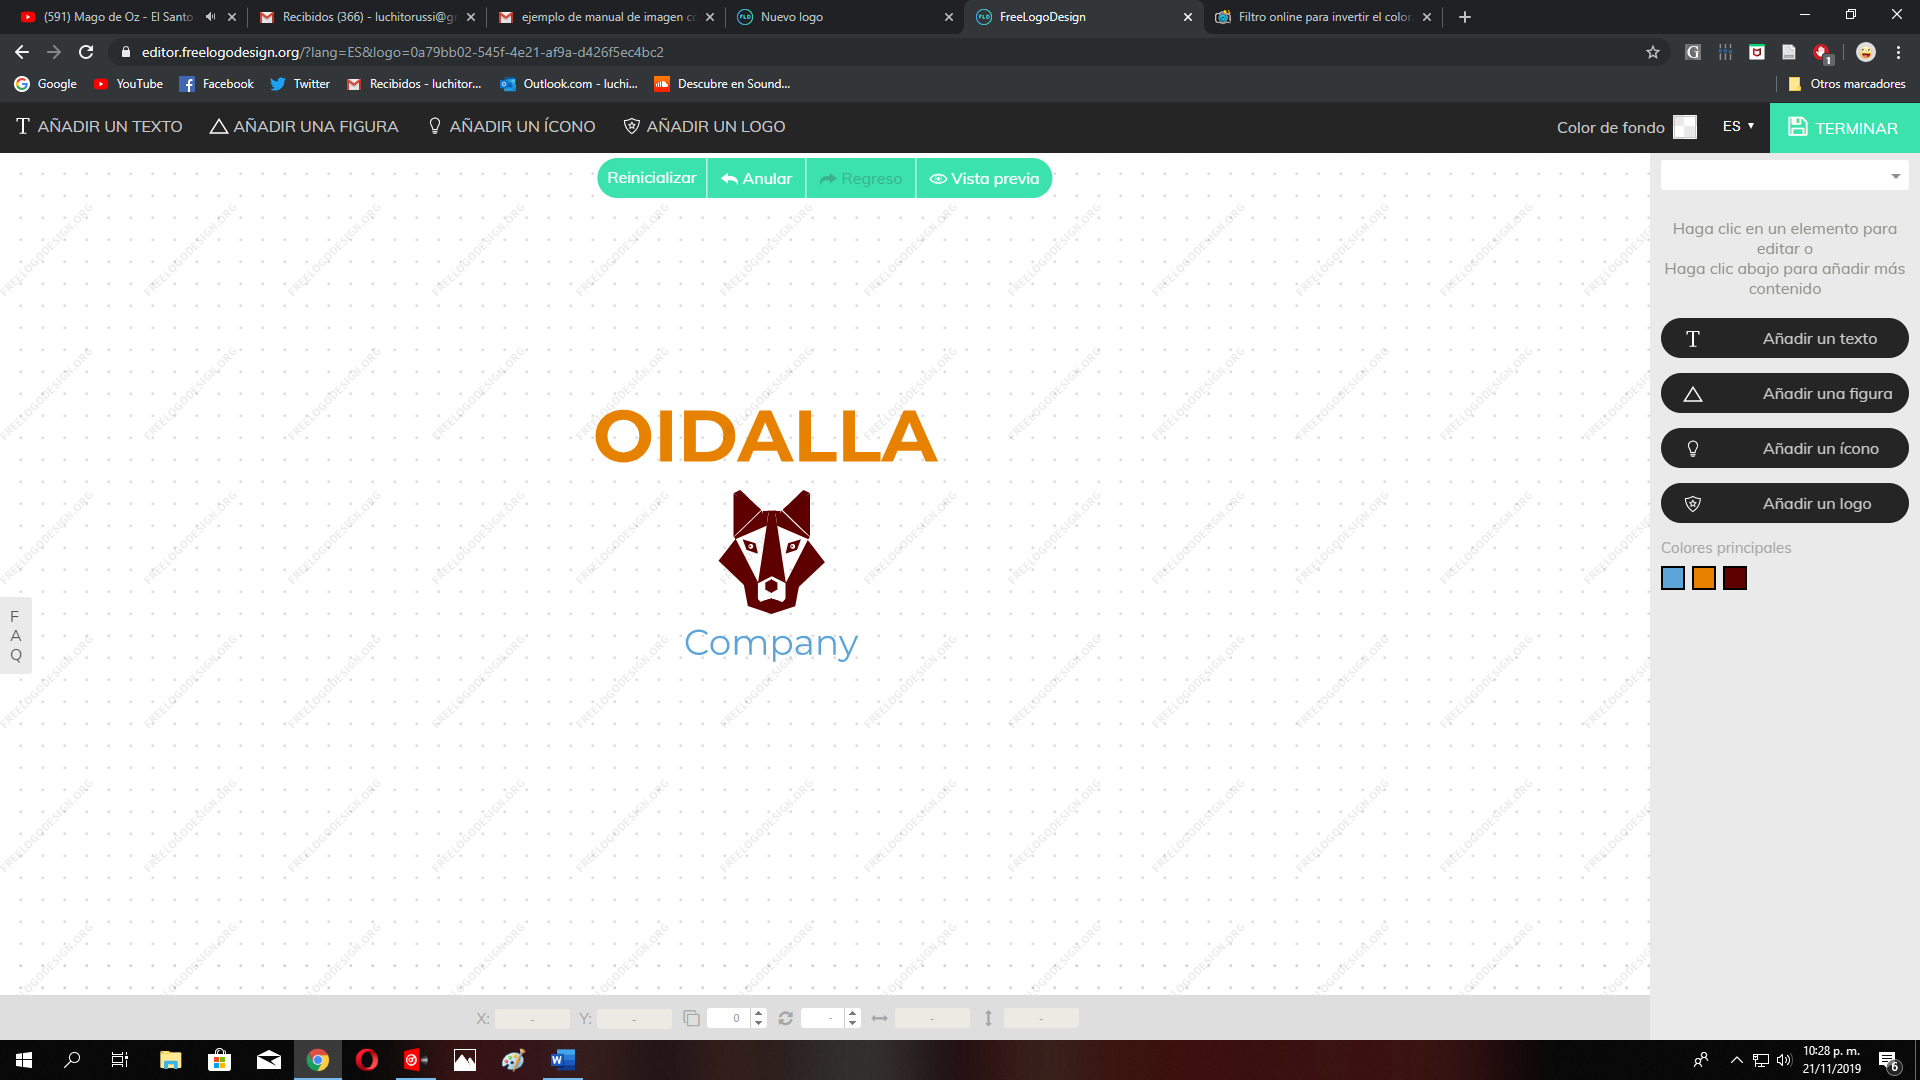 (591) Mago de Oz - El Santo
Recibidos (366) - luchitorussi@gr
ejemplo de manual de imagen co
Nuevo logo
FreeLogoDesign
Filtro online para invertir el color
editor.freelogodesign.org/?lang=ES&logo=0a79bb02-545f-4e21-af9a-d426f5ec4bc2
Google
YouTube
Facebook
Twitter
Recibidos - luchitor...
Outlook.com - luchi...
Descubre en Sound...
Otros marcadores
AÑADIR UN TEXTO
AÑADIR UNA FIGURA
AÑADIR UN ÍCONO
AÑADIR UN LOGO
Color de fondo
ES
TERMINAR
Reinicializar
Anular
Regreso
Vista previa
Haga clic en un elemento para
editar o
Haga clic abajo para añadir más
contenido
Añadir un texto
Añadir una figura
Añadir un ícono
Añadir un logo
Colores principales
FREELOGODESIGN.ORG
OIDALLA
Company
F
A
Q
X: -
Y: -
0
-
-
-
10:28 p. m.
21/11/2019
6